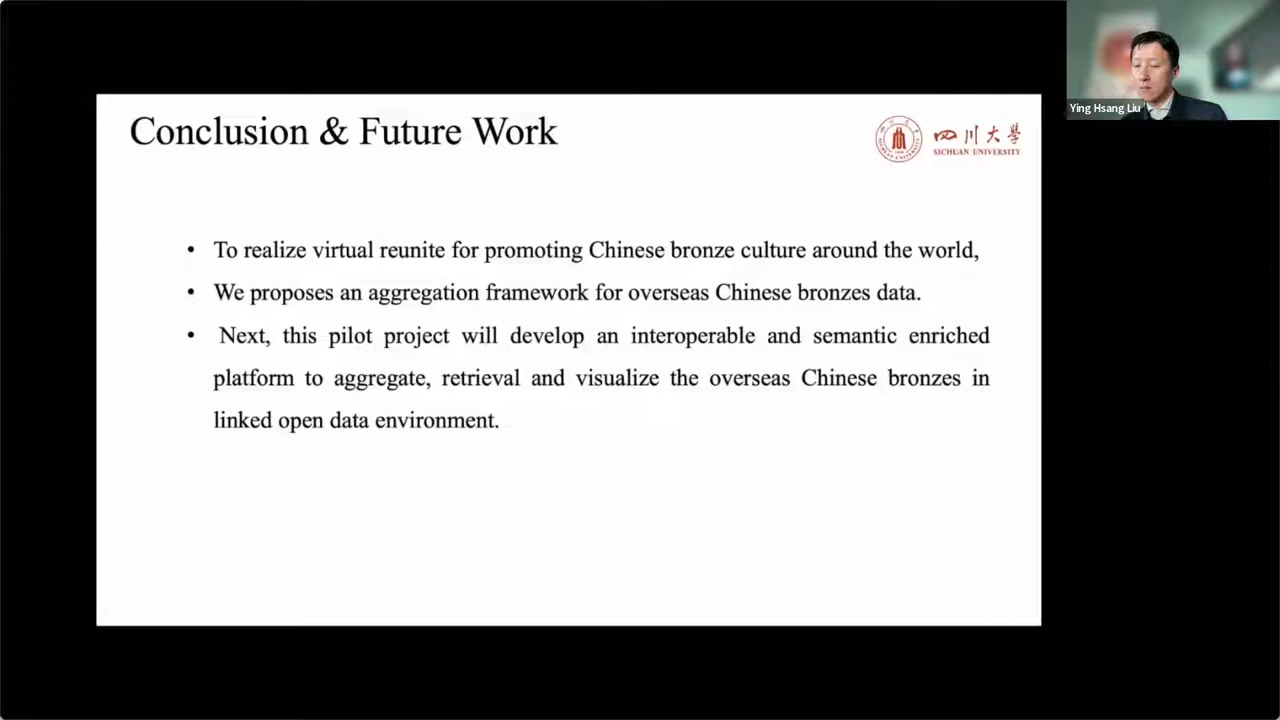 Conclusion & Future Work
四川大學
SICHUAN UNIVERSITY
Ying Hsang Liu
• To realize virtual reunite for promoting Chinese bronze culture around the world,
• We proposes an aggregation framework for overseas Chinese bronzes data.
• Next, this pilot project will develop an interoperable and semantic enriched
platform to aggregate, retrieval and visualize the overseas Chinese bronzes in
linked open data environment.